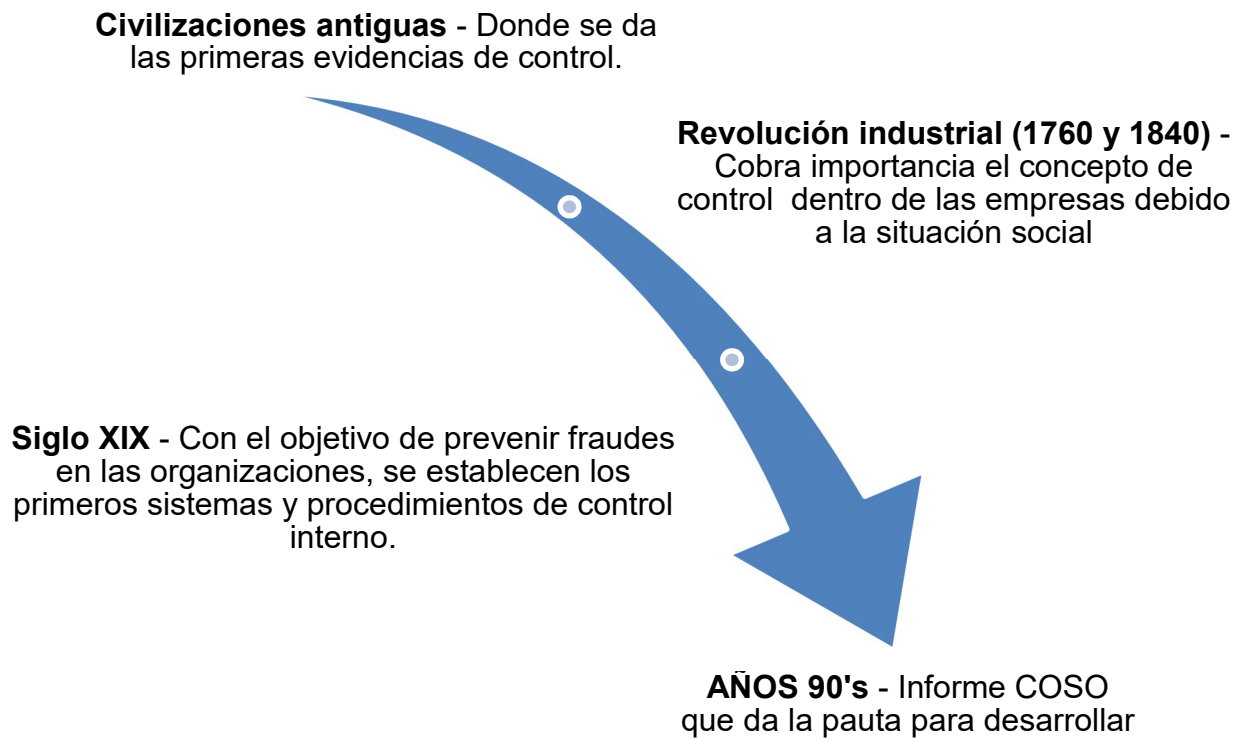 Civilizaciones antiguas - Donde se da
las primeras evidencias de control.
Revolución industrial (1760 y 1840) -
Cobra importancia el concepto de
control  dentro de las empresas debido
a la situación social
Siglo XIX - Con el objetivo de prevenir fraudes
en las organizaciones, se establecen los
primeros sistemas y procedimientos de control
interno.
AÑOS 90's - Informe COSO
que da la pauta para desarrollar